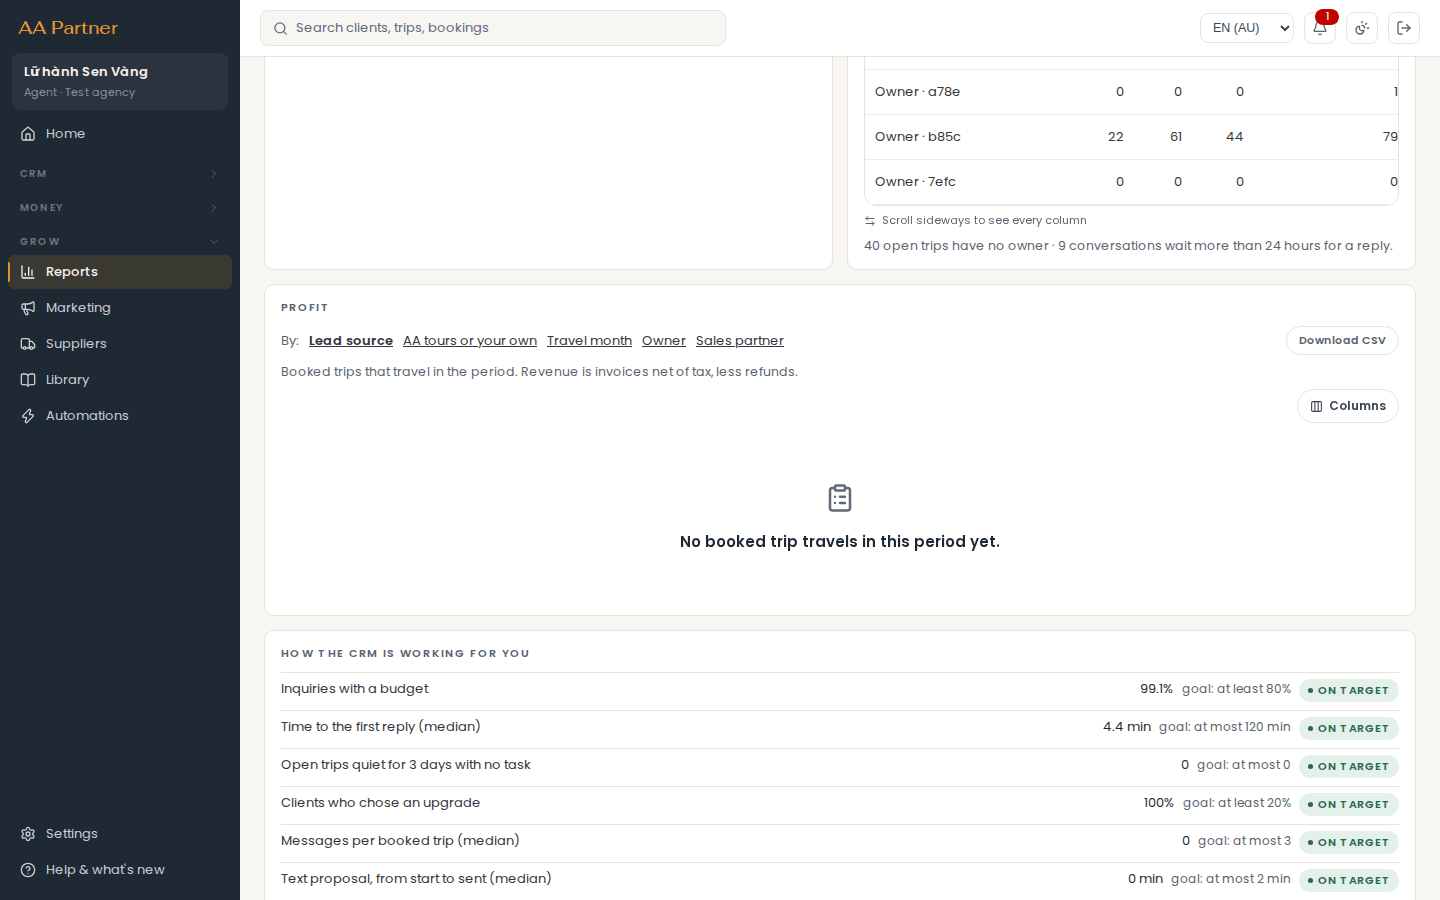 AA Partner
Lữ hành Sen Vàng
Agent · Test agency
Home
CRM
MONEY
GROW
Reports
Marketing
Suppliers
Library
Automations
Settings
Help & what's new
Search clients, trips, bookings
EN (AU)
1
Owner · a78e 0 0 0 1
Owner · b85c 22 61 44 79
Owner · 7efc 0 0 0 0
Scroll sideways to see every column
40 open trips have no owner · 9 conversations wait more than 24 hours for a reply.
PROFIT
By: Lead source AA tours or your own Travel month Owner Sales partner
Download CSV
Booked trips that travel in the period. Revenue is invoices net of tax, less refunds.
Columns
No booked trip travels in this period yet.
HOW THE CRM IS WORKING FOR YOU
Inquiries with a budget 99.1% goal: at least 80% ON TARGET
Time to the first reply (median) 4.4 min goal: at most 120 min ON TARGET
Open trips quiet for 3 days with no task 0 goal: at most 0 ON TARGET
Clients who chose an upgrade 100% goal: at least 20% ON TARGET
Messages per booked trip (median) 0 goal: at most 3 ON TARGET
Text proposal, from start to sent (median) 0 min goal: at most 2 min ON TARGET